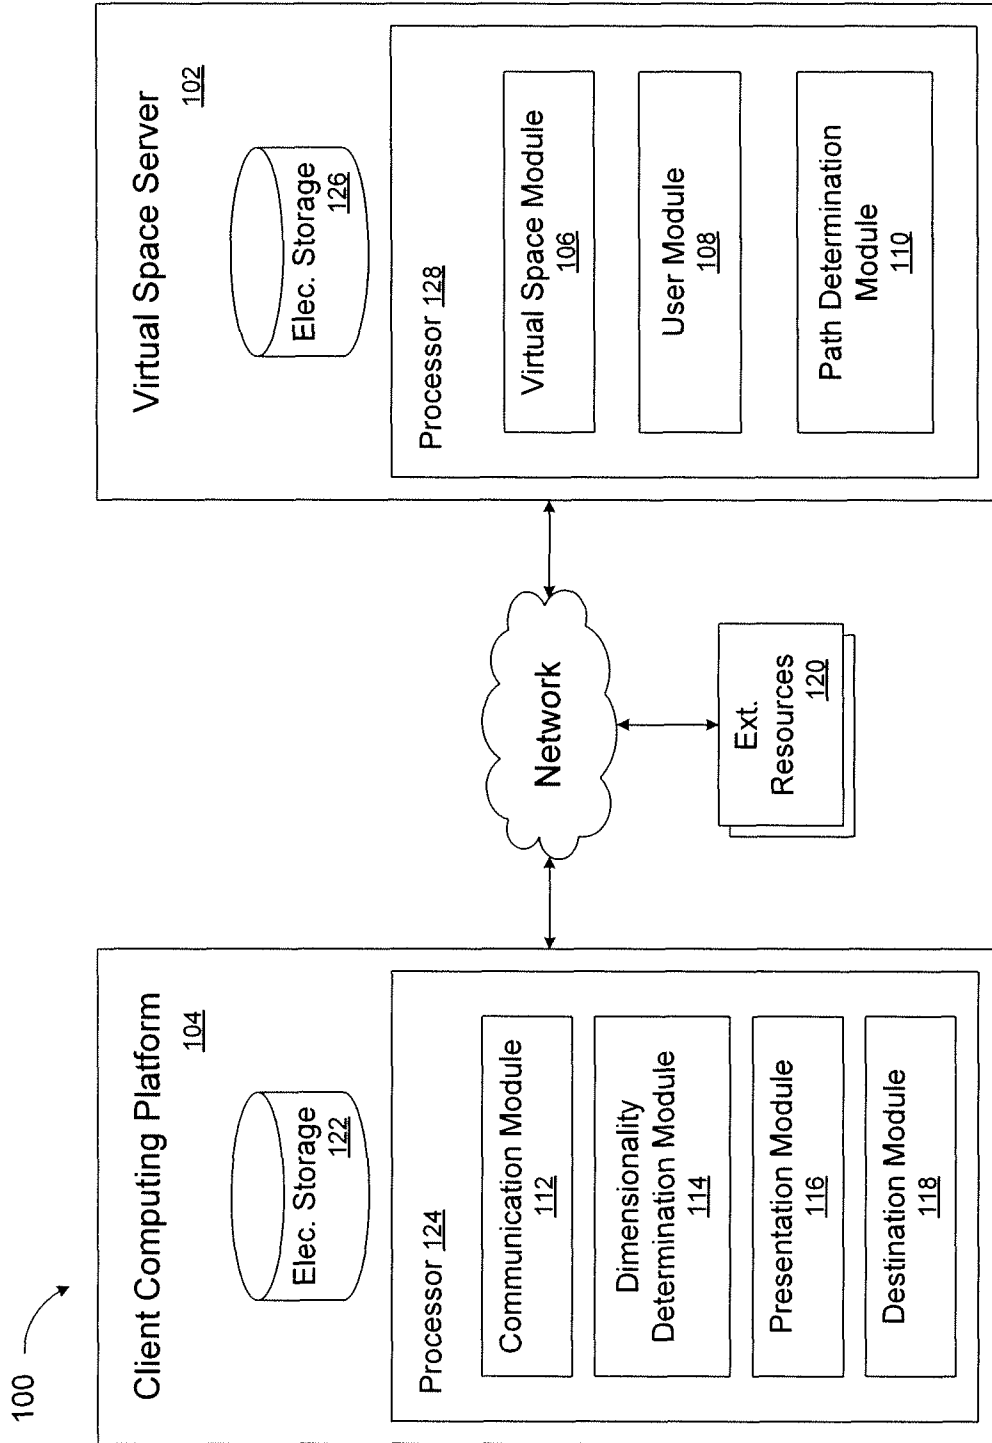 100
Client Computing Platform
104
Elec. Storage
122
Processor 124
Communication Module
112
Dimensionality
Determination Module
114
Presentation Module
116
Destination Module
118
Network
Ext.
Resources
120
Virtual Space Server
102
Elec. Storage
126
Processor 128
Virtual Space Module
106
User Module
108
Path Determination
Module
110